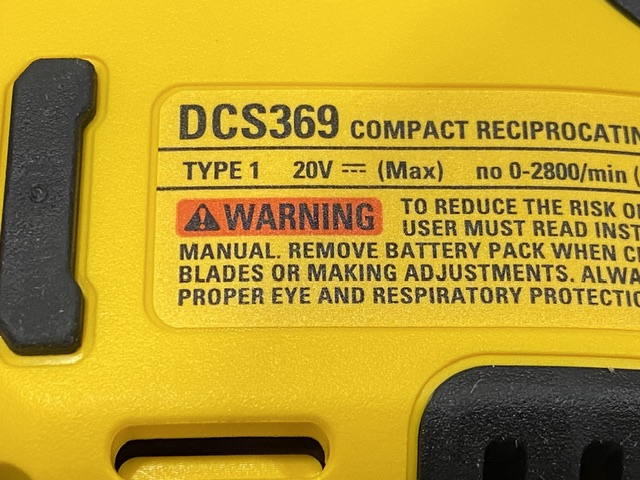 DCS369 COMPACT RECIPROCATIN
TYPE 1 20V ⎓ (Max) no 0-2800/min (
⚠ WARNING TO REDUCE THE RISK O
USER MUST READ INST
MANUAL. REMOVE BATTERY PACK WHEN C
BLADES OR MAKING ADJUSTMENTS. ALWA
PROPER EYE AND RESPIRATORY PROTECTIO